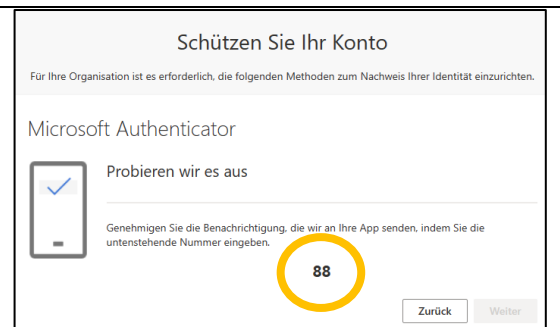 Schützen Sie Ihr Konto
Für Ihre Organisation ist es erforderlich, die folgenden Methoden zum Nachweis Ihrer Identität einzurichten.
Microsoft Authenticator
Probieren wir es aus
Genehmigen Sie die Benachrichtigung, die wir an Ihre App senden, indem Sie die
untenstehende Nummer eingeben.
88
Zurück Weiter